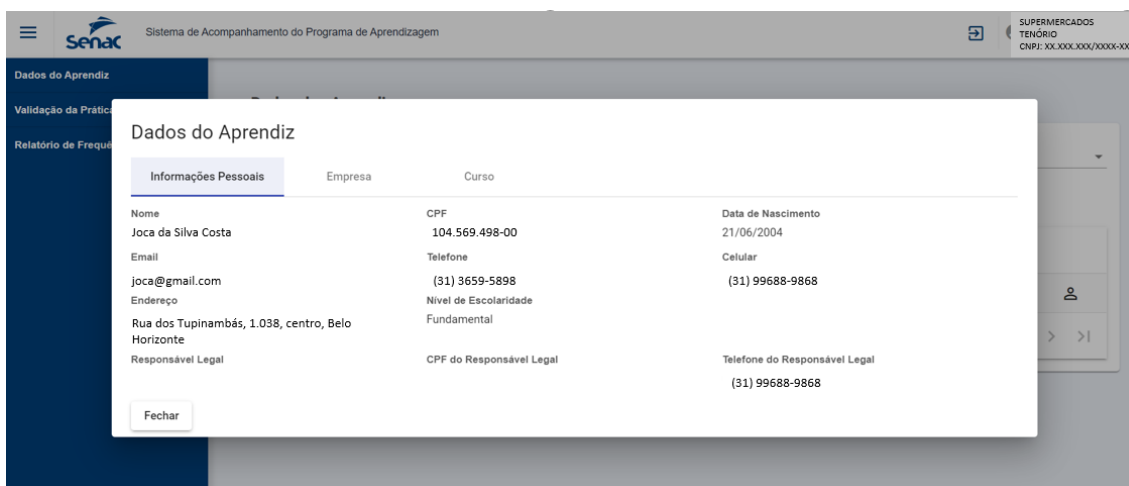 Senac
Sistema de Acompanhamento do Programa de Aprendizagem
SUPERMERCADOS
TENÓRIO
CNPJ: XX.XXX.XXX/XXXX-XX
Dados do Aprendiz
Validação da Prátic
Relatório de Frequê
Dados do Aprendiz
Informações Pessoais Empresa Curso
Nome CPF Data de Nascimento
Joca da Silva Costa 104.569.498-00 21/06/2004
Email Telefone Celular
joca@gmail.com (31) 3659-5898 (31) 99688-9868
Endereço Nível de Escolaridade
Rua dos Tupinambás, 1.038, centro, Belo Fundamental
Horizonte
Responsável Legal CPF do Responsável Legal Telefone do Responsável Legal
(31) 99688-9868
Fechar